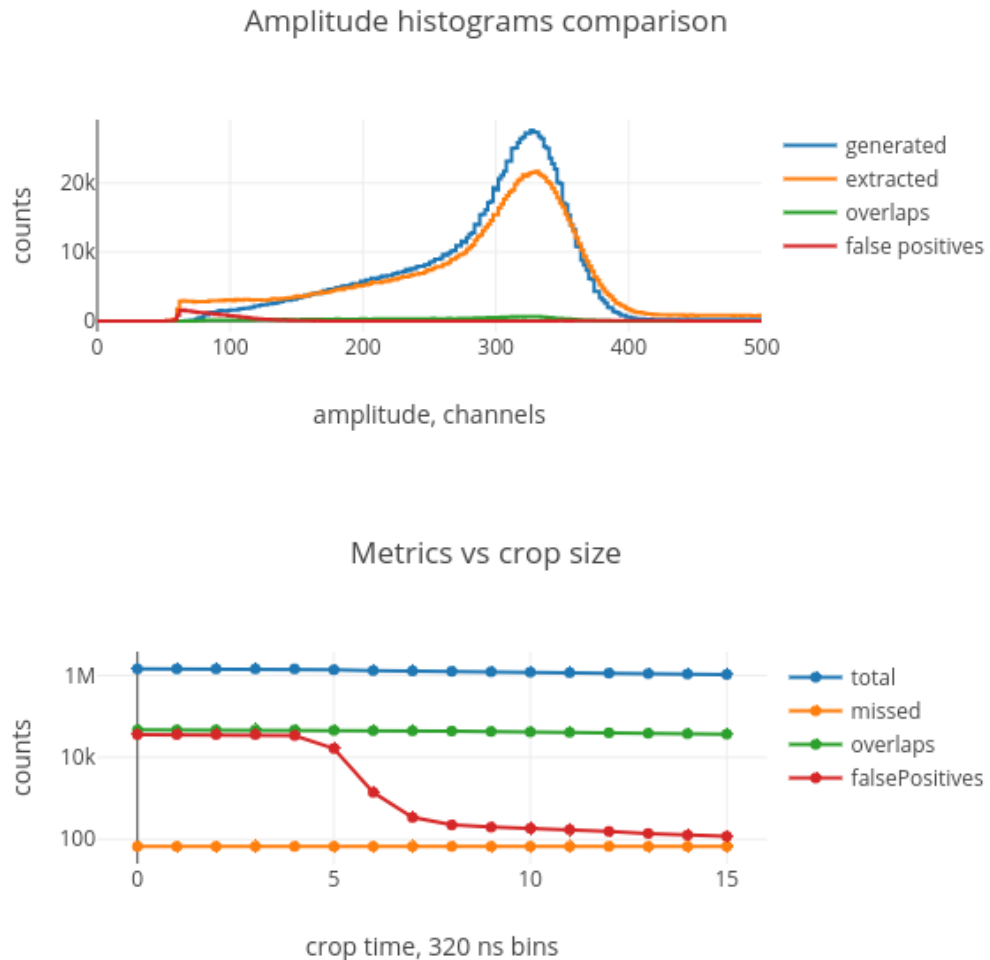 Amplitude histograms comparison
counts
20k
10k
0
0 100 200 300 400 500
amplitude, channels
generated
extracted
overlaps
false positives
Metrics vs crop size
counts
1M
10k
100
0 5 10 15
crop time, 320 ns bins
total
missed
overlaps
falsePositives